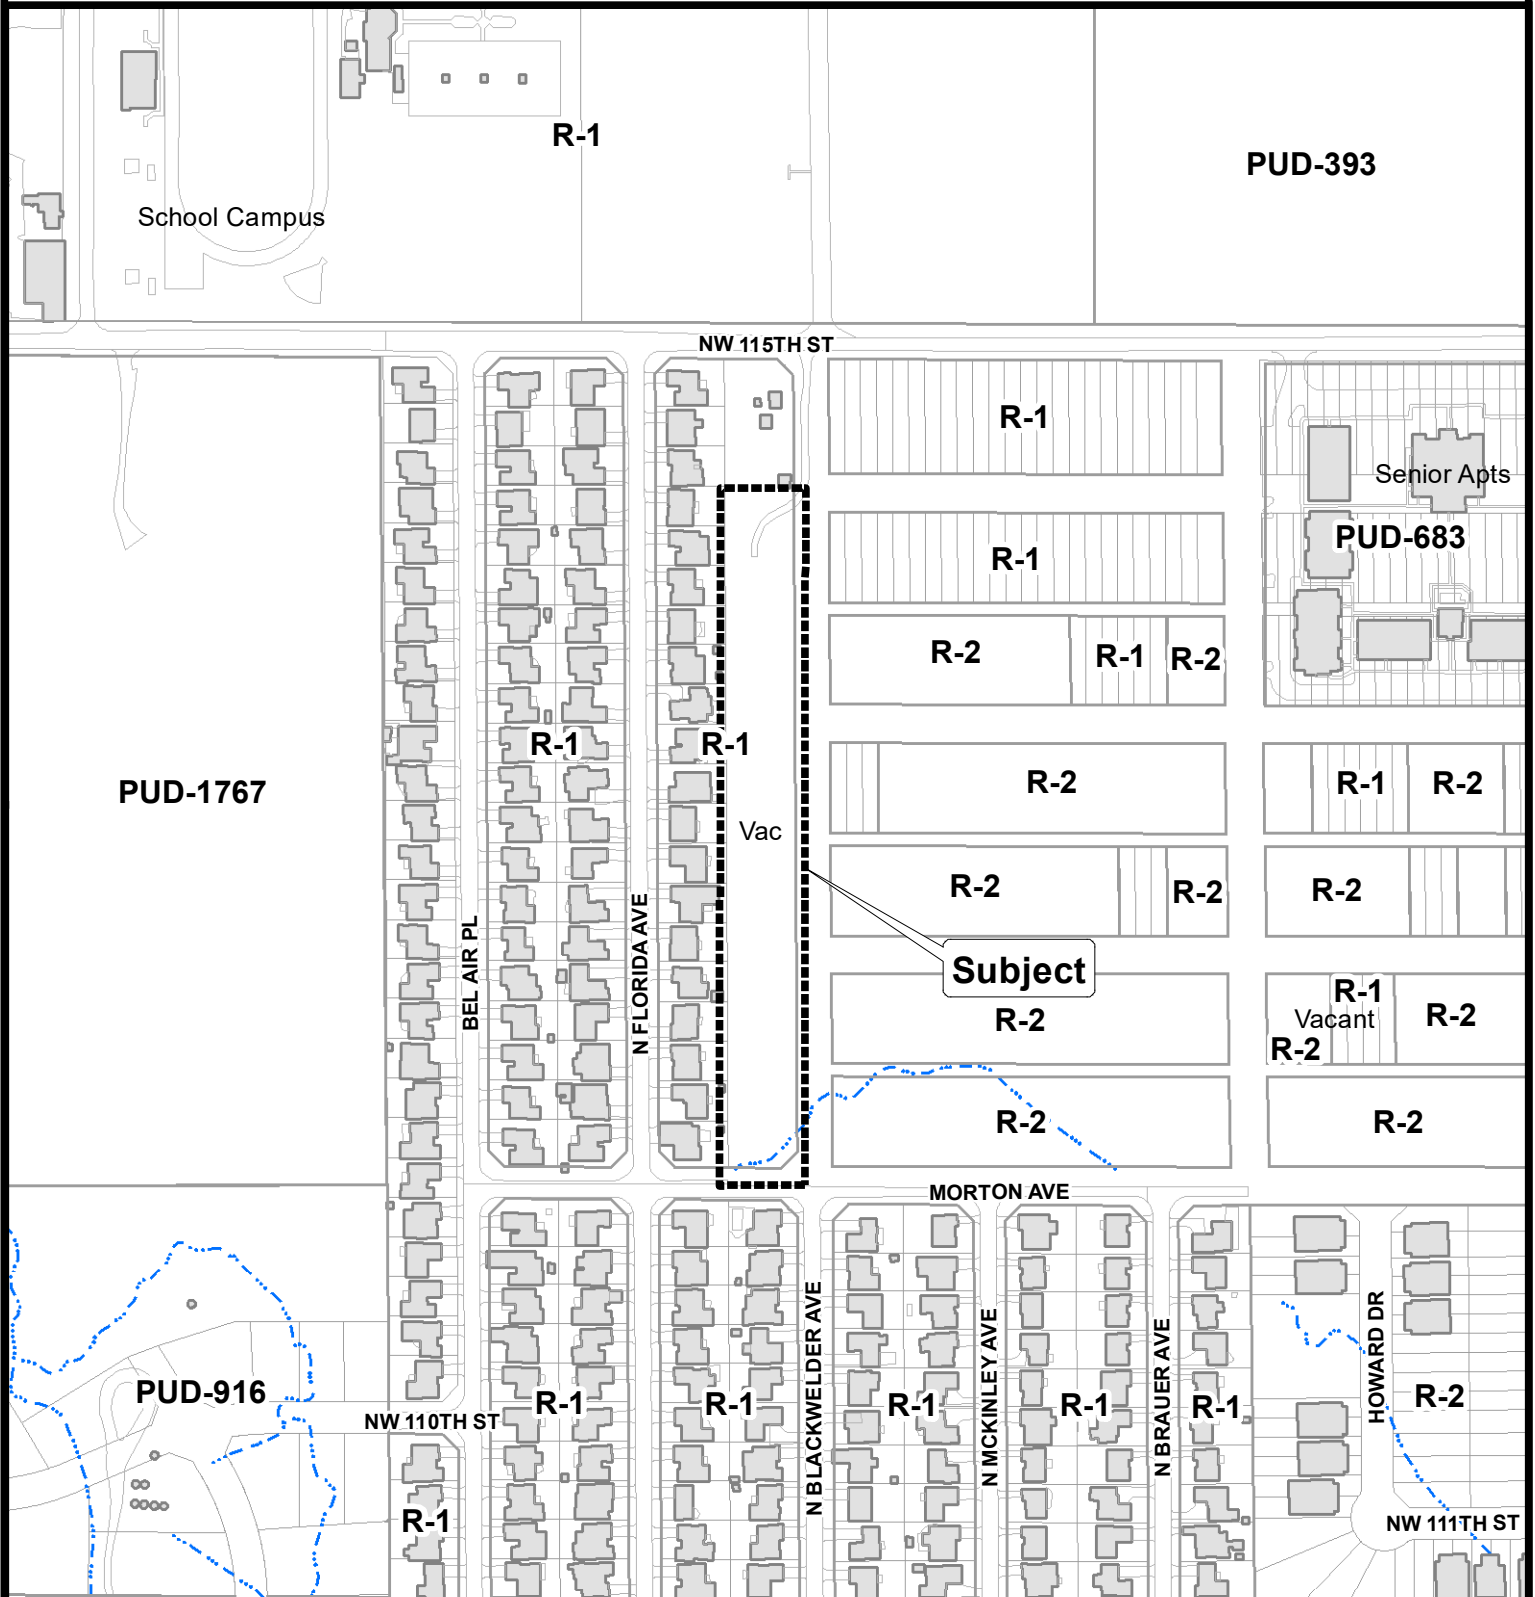 R-1
PUD-393
School Campus
NW 115TH ST
R-1
Senior Apts
PUD-683
R-1
R-2
R-1
R-2
R-1
R-1
PUD-1767
R-2
R-1
R-2
Vac
R-2
R-2
R-2
BEL AIR PL
N FLORIDA AVE
Subject
R-2
R-1
Vacant
R-2
R-2
R-2
R-2
MORTON AVE
N BLACKWELDER AVE
N MCKINLEY AVE
N BRAUER AVE
HOWARD DR
PUD-916
R-1
R-1
R-1
R-1
R-1
R-2
NW 110TH ST
R-1
NW 111TH ST